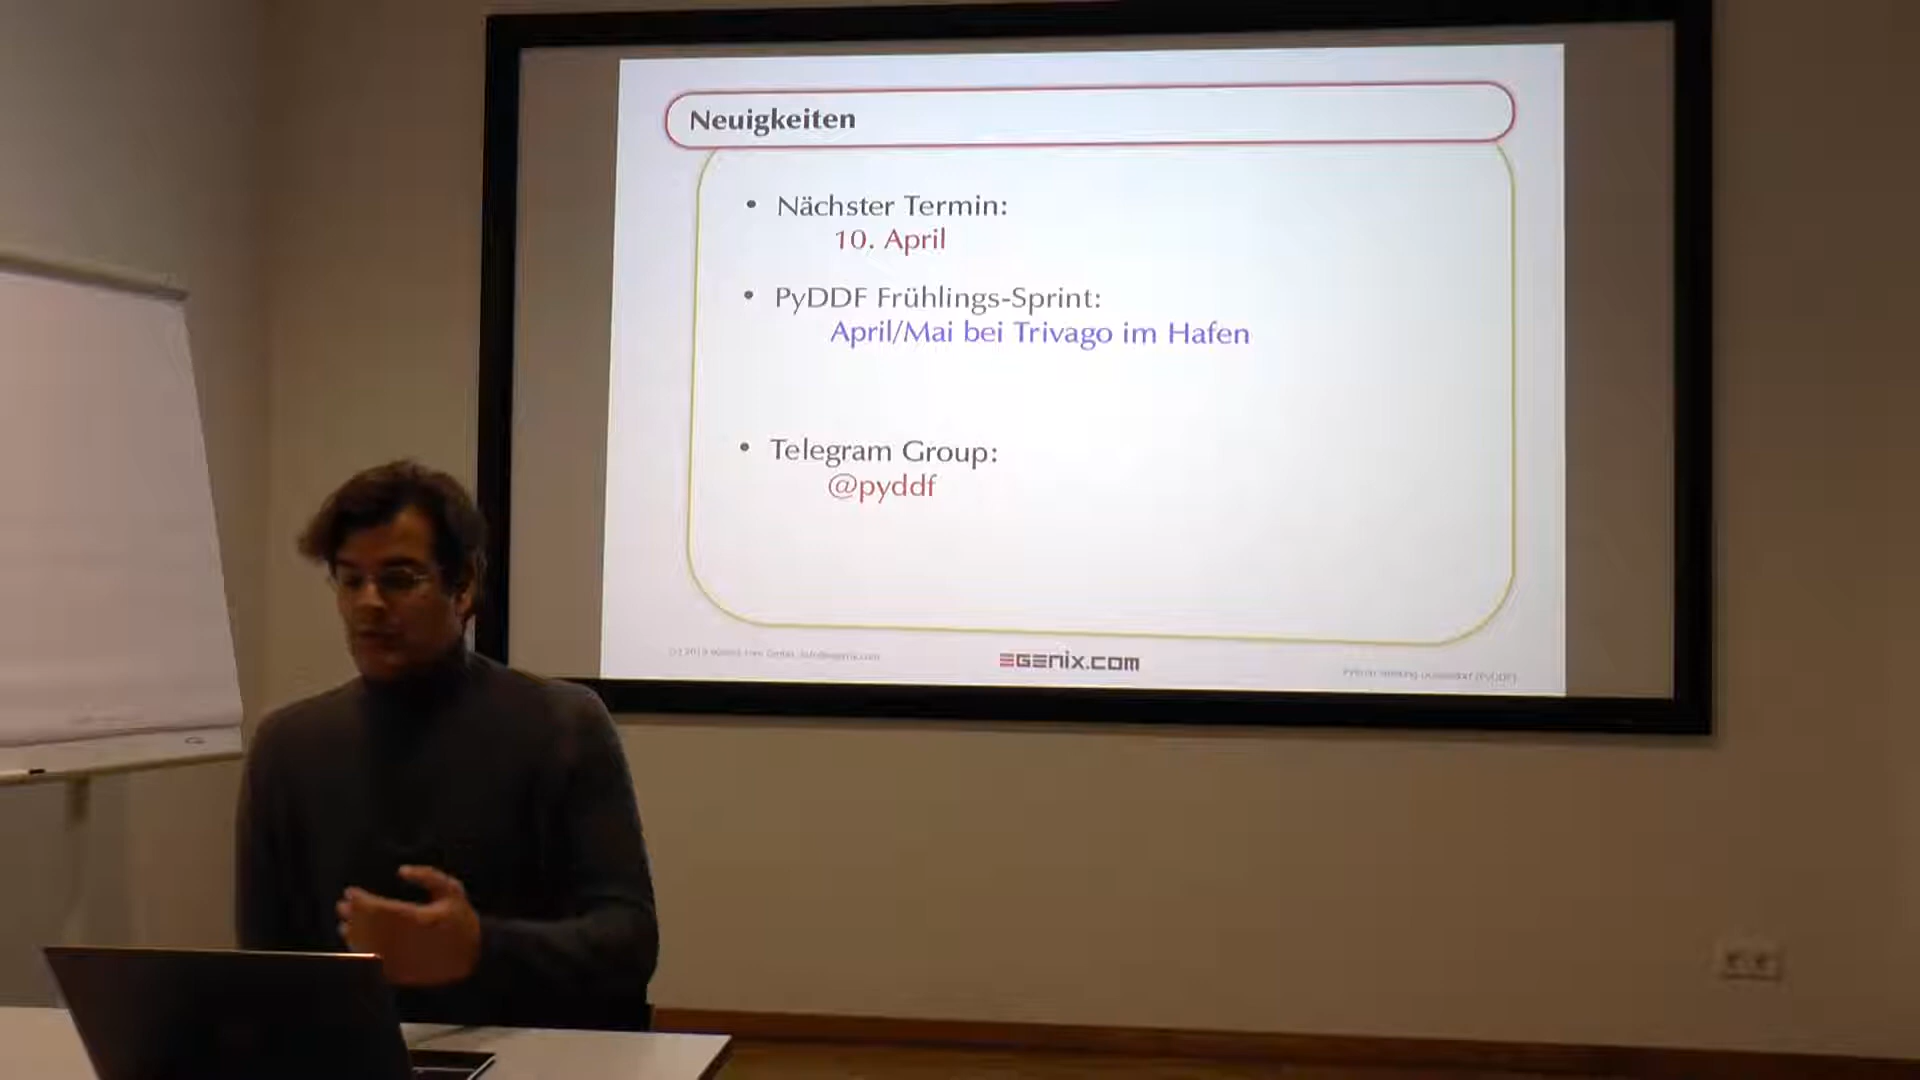 Neuigkeiten
• Nächster Termin:
10. April
• PyDDF Frühlings-Sprint:
April/Mai bei Trivago im Hafen
• Telegram Group:
@pyddf
EGENIX.COM